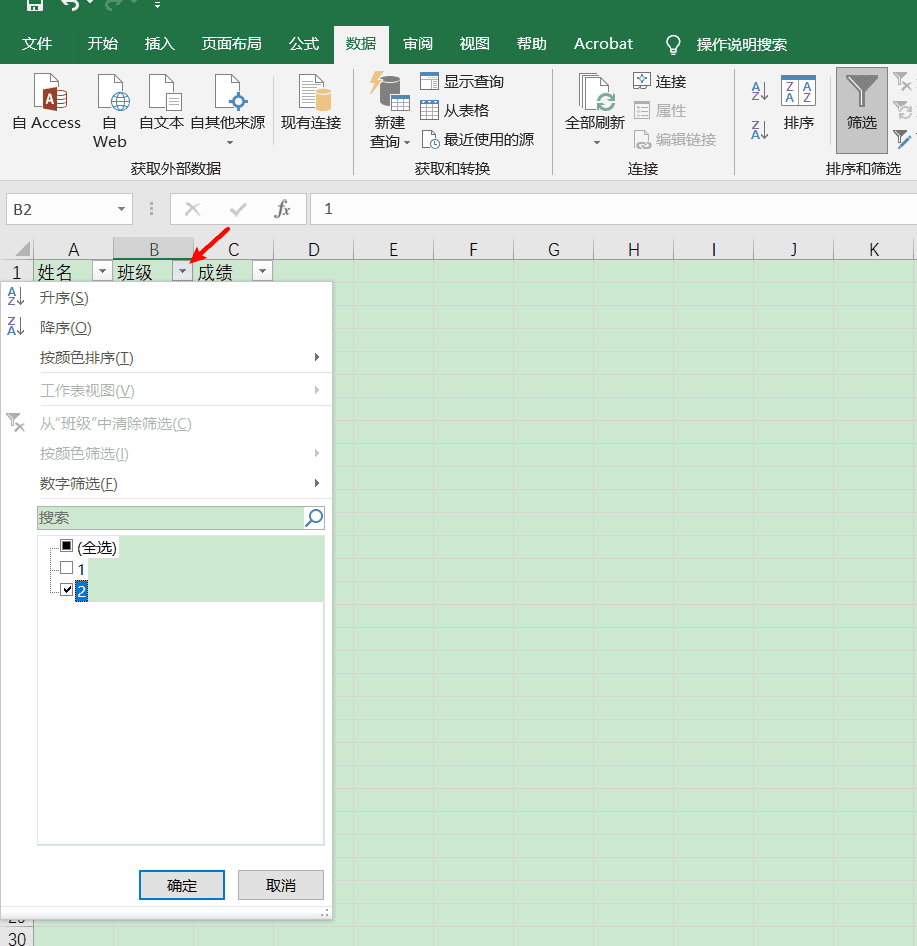 文件 开始 插入 页面布局 公式 数据 审阅 视图 帮助 Acrobat 操作说明搜索
自 Access 自 Web 自文本 自其他来源 现有连接 新建查询 显示查询 从表格 最近使用的源 全部刷新 连接 属性 编辑链接 排序 筛选
获取外部数据 获取和转换 连接 排序和筛选
B2 fx 1
A B C D E F G H I J K
1 姓名 班级 成绩
升序(S)
降序(O)
按颜色排序(T)
工作表视图(V)
从“班级”中清除筛选(C)
按颜色筛选(I)
数字筛选(F)
搜索
(全选)
1
2
确定 取消
30